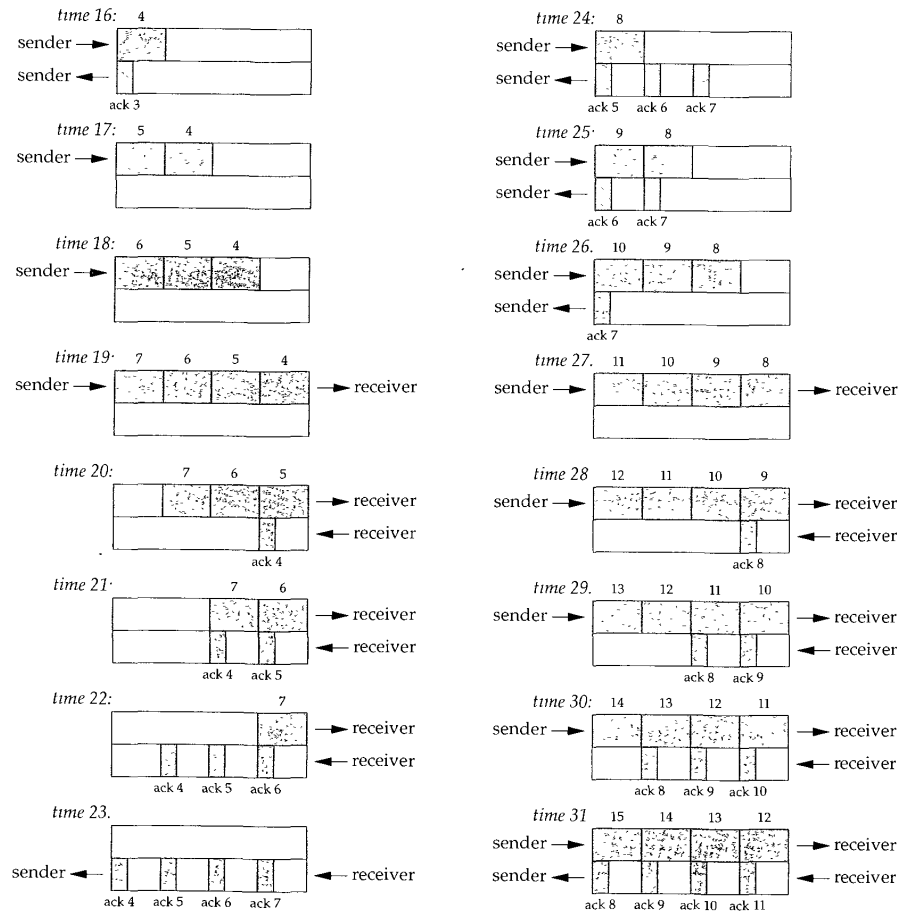 time 16: 4
sender
sender
ack 3
time 17: 5 4
sender
time 18: 6 5 4
sender
time 19· 7 6 5 4
sender receiver
time 20: 7 6 5
receiver
receiver
ack 4
time 21· 7 6
receiver
receiver
ack 4 ack 5
time 22: 7
receiver
receiver
ack 4 ack 5 ack 6
time 23.
sender receiver
ack 4 ack 5 ack 6 ack 7
time 24: 8
sender
sender
ack 5 ack 6 ack 7
time 25· 9 8
sender
sender
ack 6 ack 7
time 26. 10 9 8
sender
sender
ack 7
time 27. 11 10 9 8
sender receiver
time 28 12 11 10 9
sender receiver
receiver
ack 8
time 29. 13 12 11 10
sender receiver
receiver
ack 8 ack 9
time 30: 14 13 12 11
sender receiver
receiver
ack 8 ack 9 ack 10
time 31 15 14 13 12
sender receiver
sender receiver
ack 8 ack 9 ack 10 ack 11